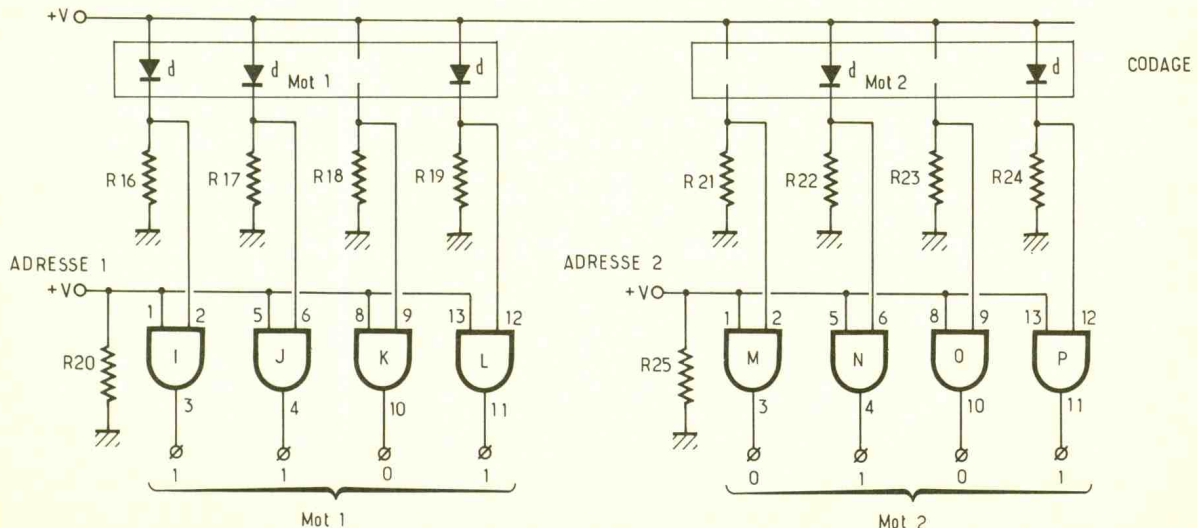 +V
d d d d d
Mot 1 Mot 2
CODAGE
R16 R17 R18 R19 R21 R22 R23 R24
ADRESSE 1 ADRESSE 2
+V +V
1 2 5 6 8 9 13 12 1 2 5 6 8 9 13 12
R20 I J K L R25 M N O P
3 4 10 11 3 4 10 11
1 1 0 1 0 1 0 1
Mot 1 Mot 2